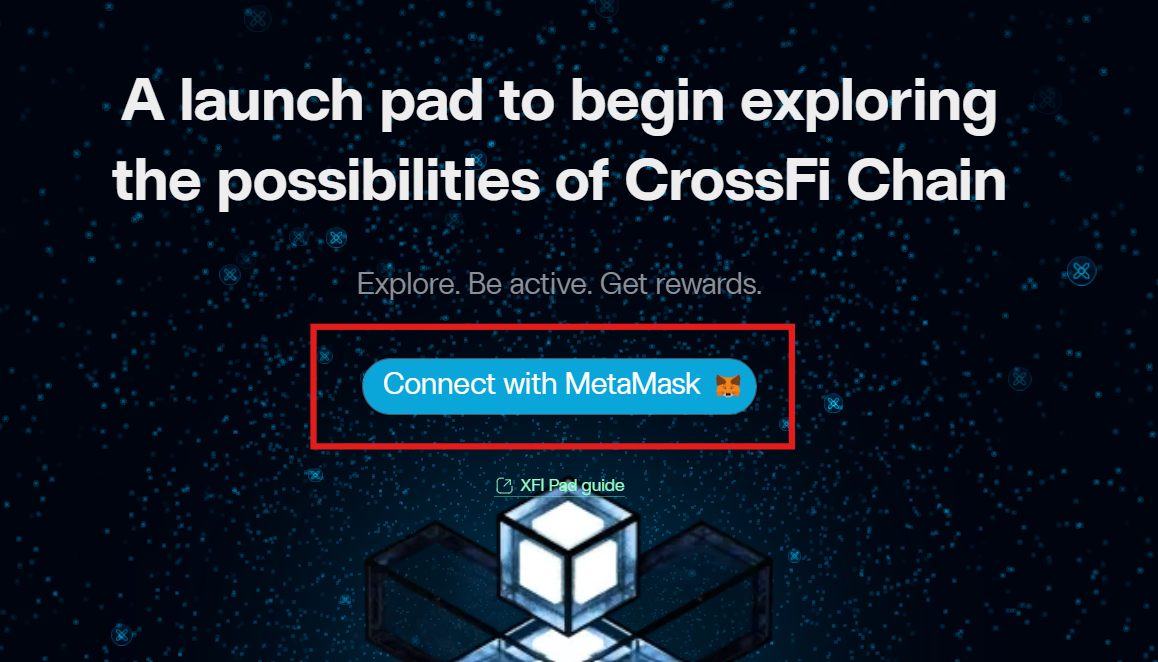 A launch pad to begin exploring
the possibilities of CrossFi Chain
Explore. Be active. Get rewards.
Connect with MetaMask
XFI Pad guide